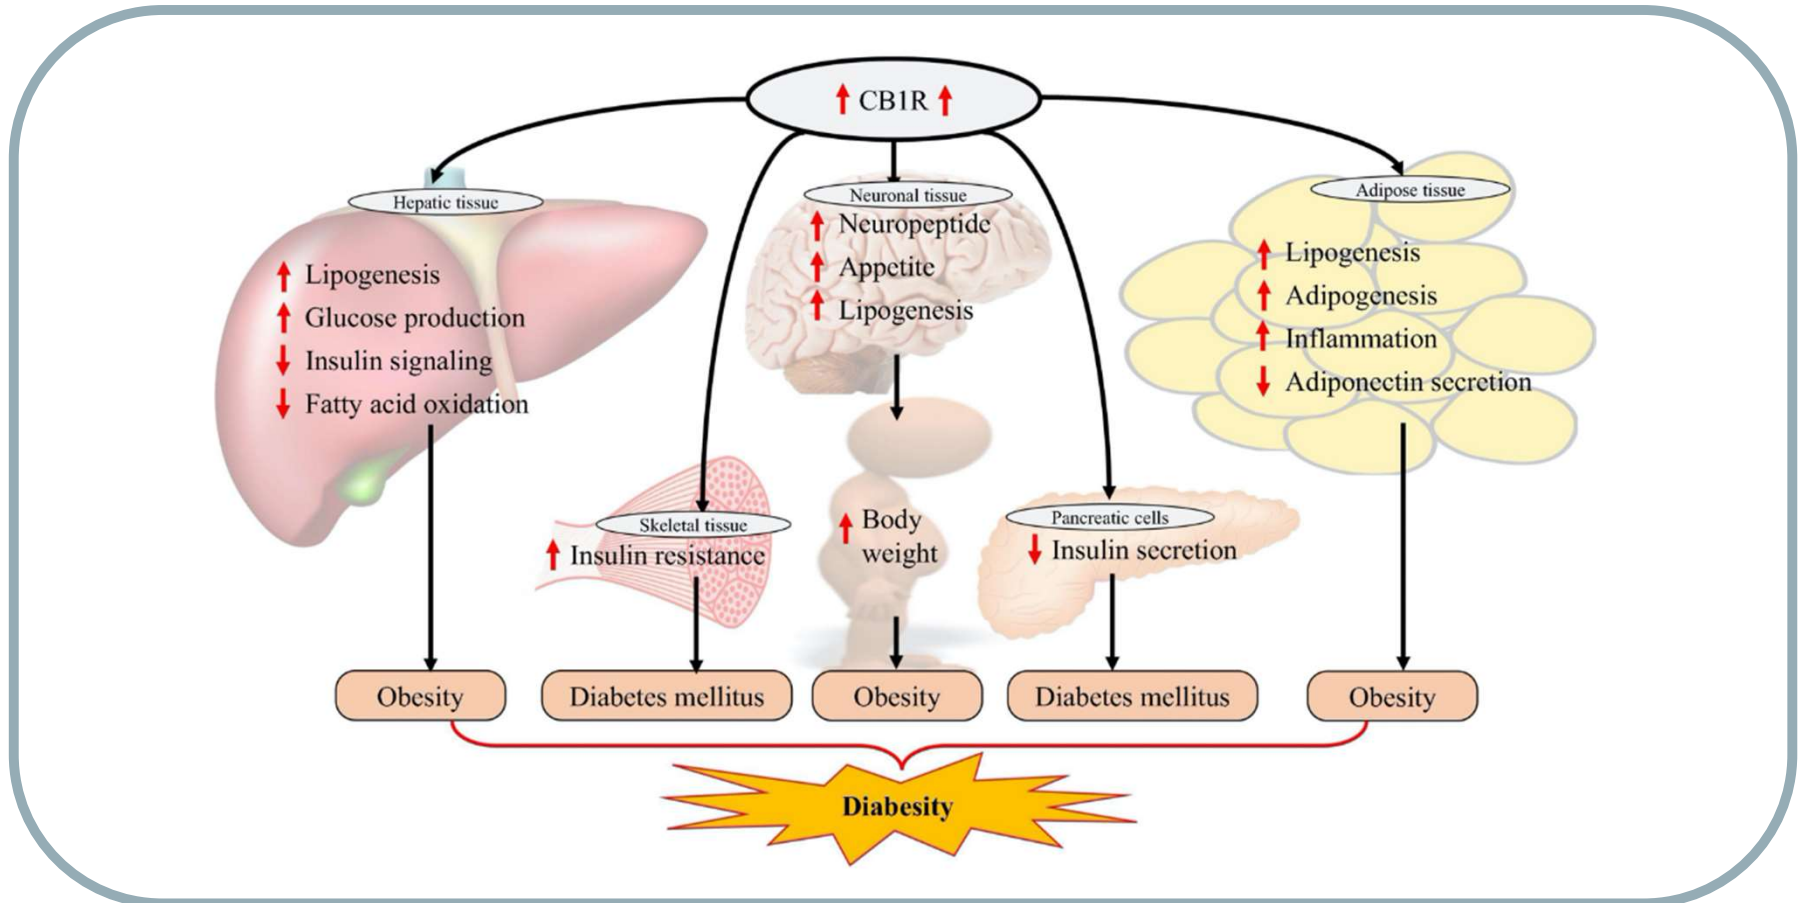 CB1R
Hepatic tissue
Lipogenesis
Glucose production
Insulin signaling
Fatty acid oxidation
Neuronal tissue
Neuropeptide
Appetite
Lipogenesis
Adipose tissue
Lipogenesis
Adipogenesis
Inflammation
Adiponectin secretion
Skeletal tissue
Insulin resistance
Body
weight
Pancreatic cells
Insulin secretion
Obesity
Diabetes mellitus
Obesity
Diabetes mellitus
Obesity
Diabesity